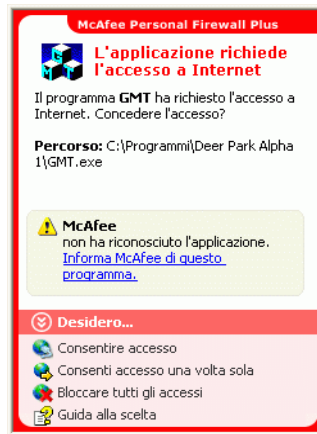 McAfee Personal Firewall Plus
L'applicazione richiede
l'accesso a Internet
Il programma GMT ha richiesto l'accesso a
Internet. Concedere l'accesso?
Percorso: C:\Programmi\Deer Park Alpha
1\GMT.exe
McAfee
non ha riconosciuto l'applicazione.
Informa McAfee di questo
programma.
Desidero...
Consentire accesso
Consenti accesso una volta sola
Bloccare tutti gli accessi
Guida alla scelta